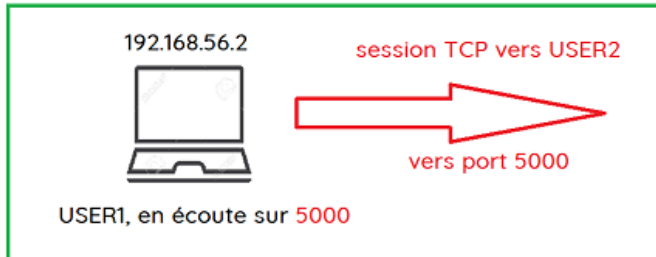 192.168.56.2
session TCP vers USER2
vers port 5000
USER1, en écoute sur 5000